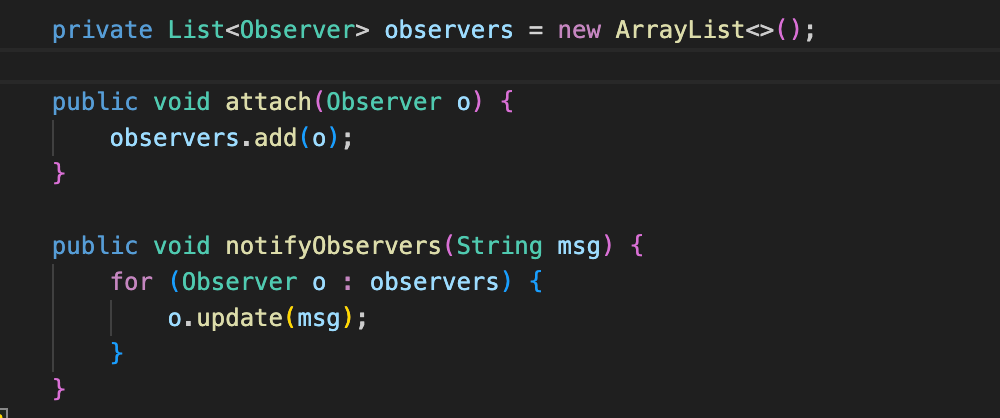 private List<Observer> observers = new ArrayList<>();
public void attach(Observer o) {
observers.add(o);
}
public void notifyObservers(String msg) {
for (Observer o : observers) {
o.update(msg);
}
}